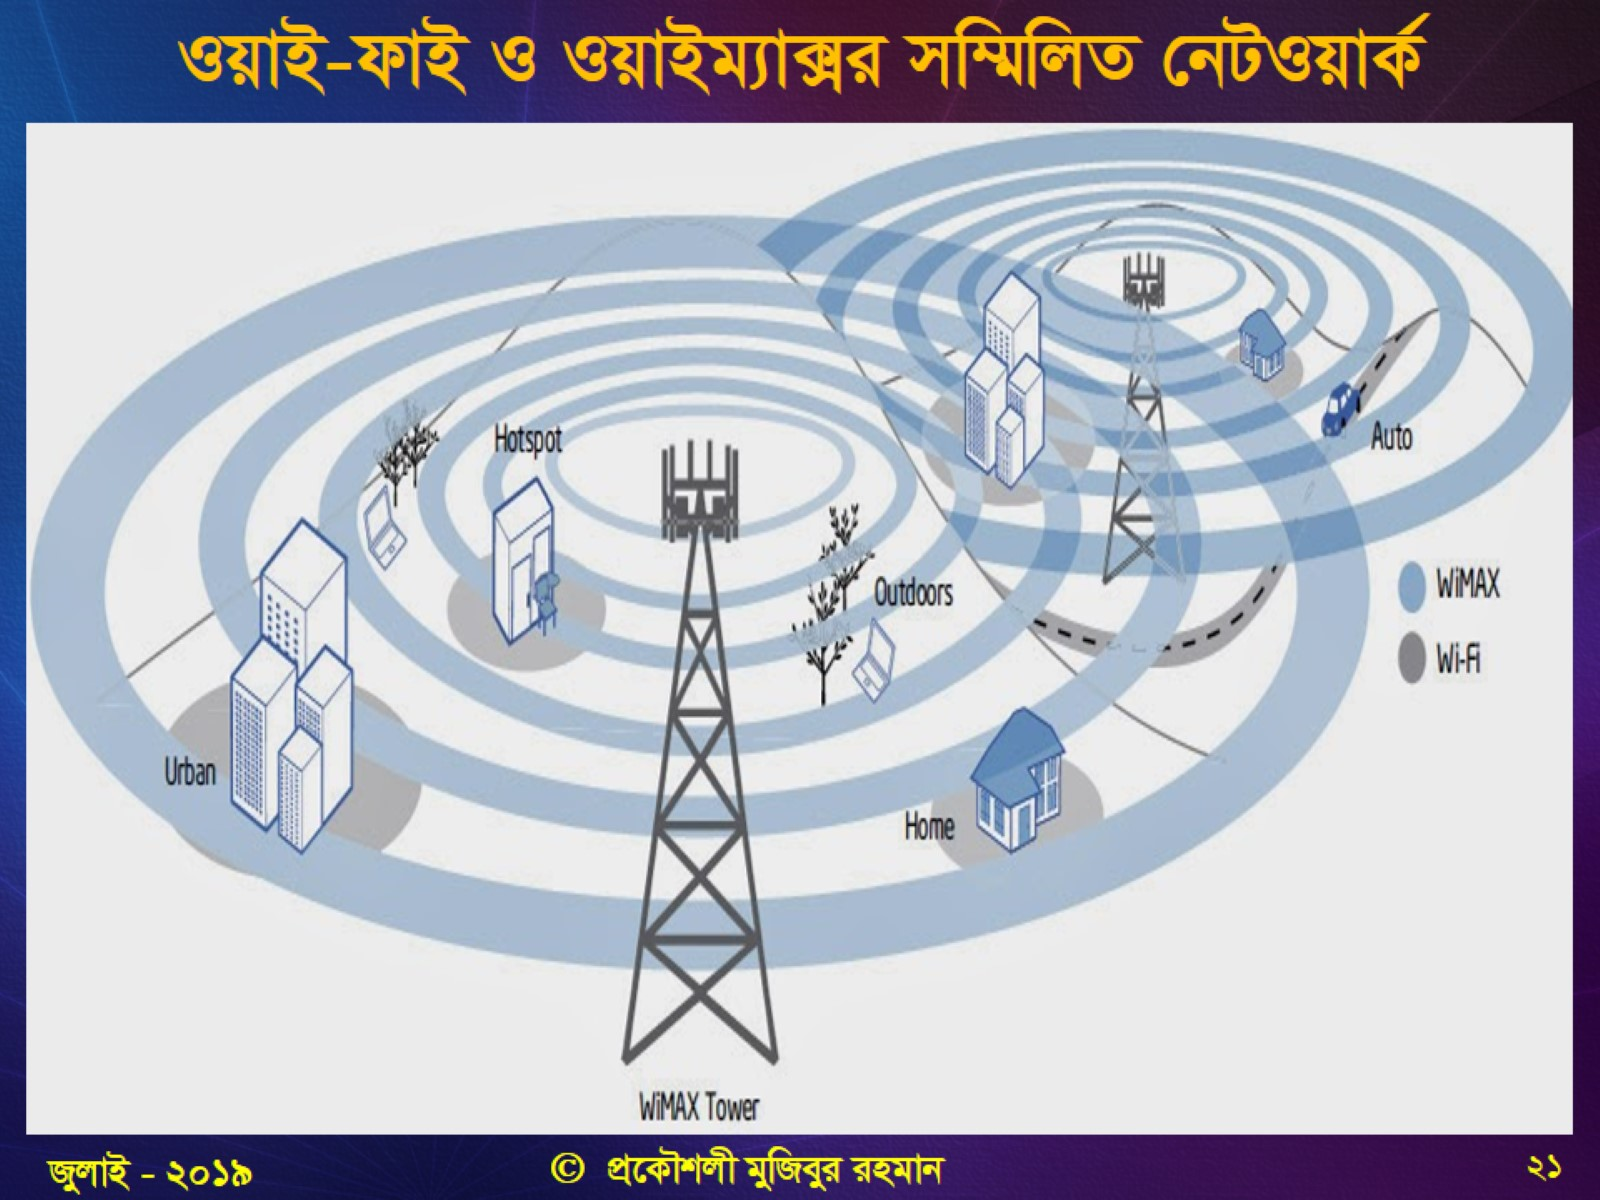 ওয়াই-ফাই ও ওয়াইম্যাক্সর সম্মিলিত নেটওয়ার্ক
Hotspot
Auto
Outdoors
WiMAX
Wi-Fi
Urban
Home
WiMAX Tower
জুলাই - ২০১৯
© প্রকৌশলী মুজিবুর রহমান
২১